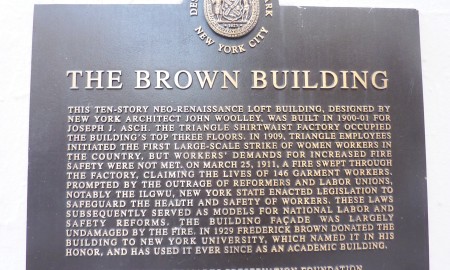 NEW YORK CITY
THE BROWN BUILDING
THIS TEN-STORY NEO-RENAISSANCE LOFT BUILDING, DESIGNED BY
NEW YORK ARCHITECT JOHN WOOLLEY, WAS BUILT IN 1900-01 FOR
JOSEPH J. ASCH. THE TRIANGLE SHIRTWAIST FACTORY OCCUPIED
THE BUILDING'S TOP THREE FLOORS. IN 1909, TRIANGLE EMPLOYEES
INITIATED THE FIRST LARGE-SCALE STRIKE OF WOMEN WORKERS IN
THE COUNTRY, BUT WORKERS' DEMANDS FOR INCREASED FIRE
SAFETY WERE NOT MET. ON MARCH 25, 1911, A FIRE SWEPT THROUGH
THE FACTORY, CLAIMING THE LIVES OF 146 GARMENT WORKERS.
PROMPTED BY THE OUTRAGE OF REFORMERS AND LABOR UNIONS,
NOTABLY THE ILGWU, NEW YORK STATE ENACTED LEGISLATION TO
SAFEGUARD THE HEALTH AND SAFETY OF WORKERS. THESE LAWS
SUBSEQUENTLY SERVED AS MODELS FOR NATIONAL LABOR AND
SAFETY REFORMS. THE BUILDING FAÇADE WAS LARGELY
UNDAMAGED BY THE FIRE. IN 1929 FREDERICK BROWN DONATED THE
BUILDING TO NEW YORK UNIVERSITY, WHICH NAMED IT IN HIS
HONOR, AND HAS USED IT EVER SINCE AS AN ACADEMIC BUILDING.
PRESERVATION FOUNDATION